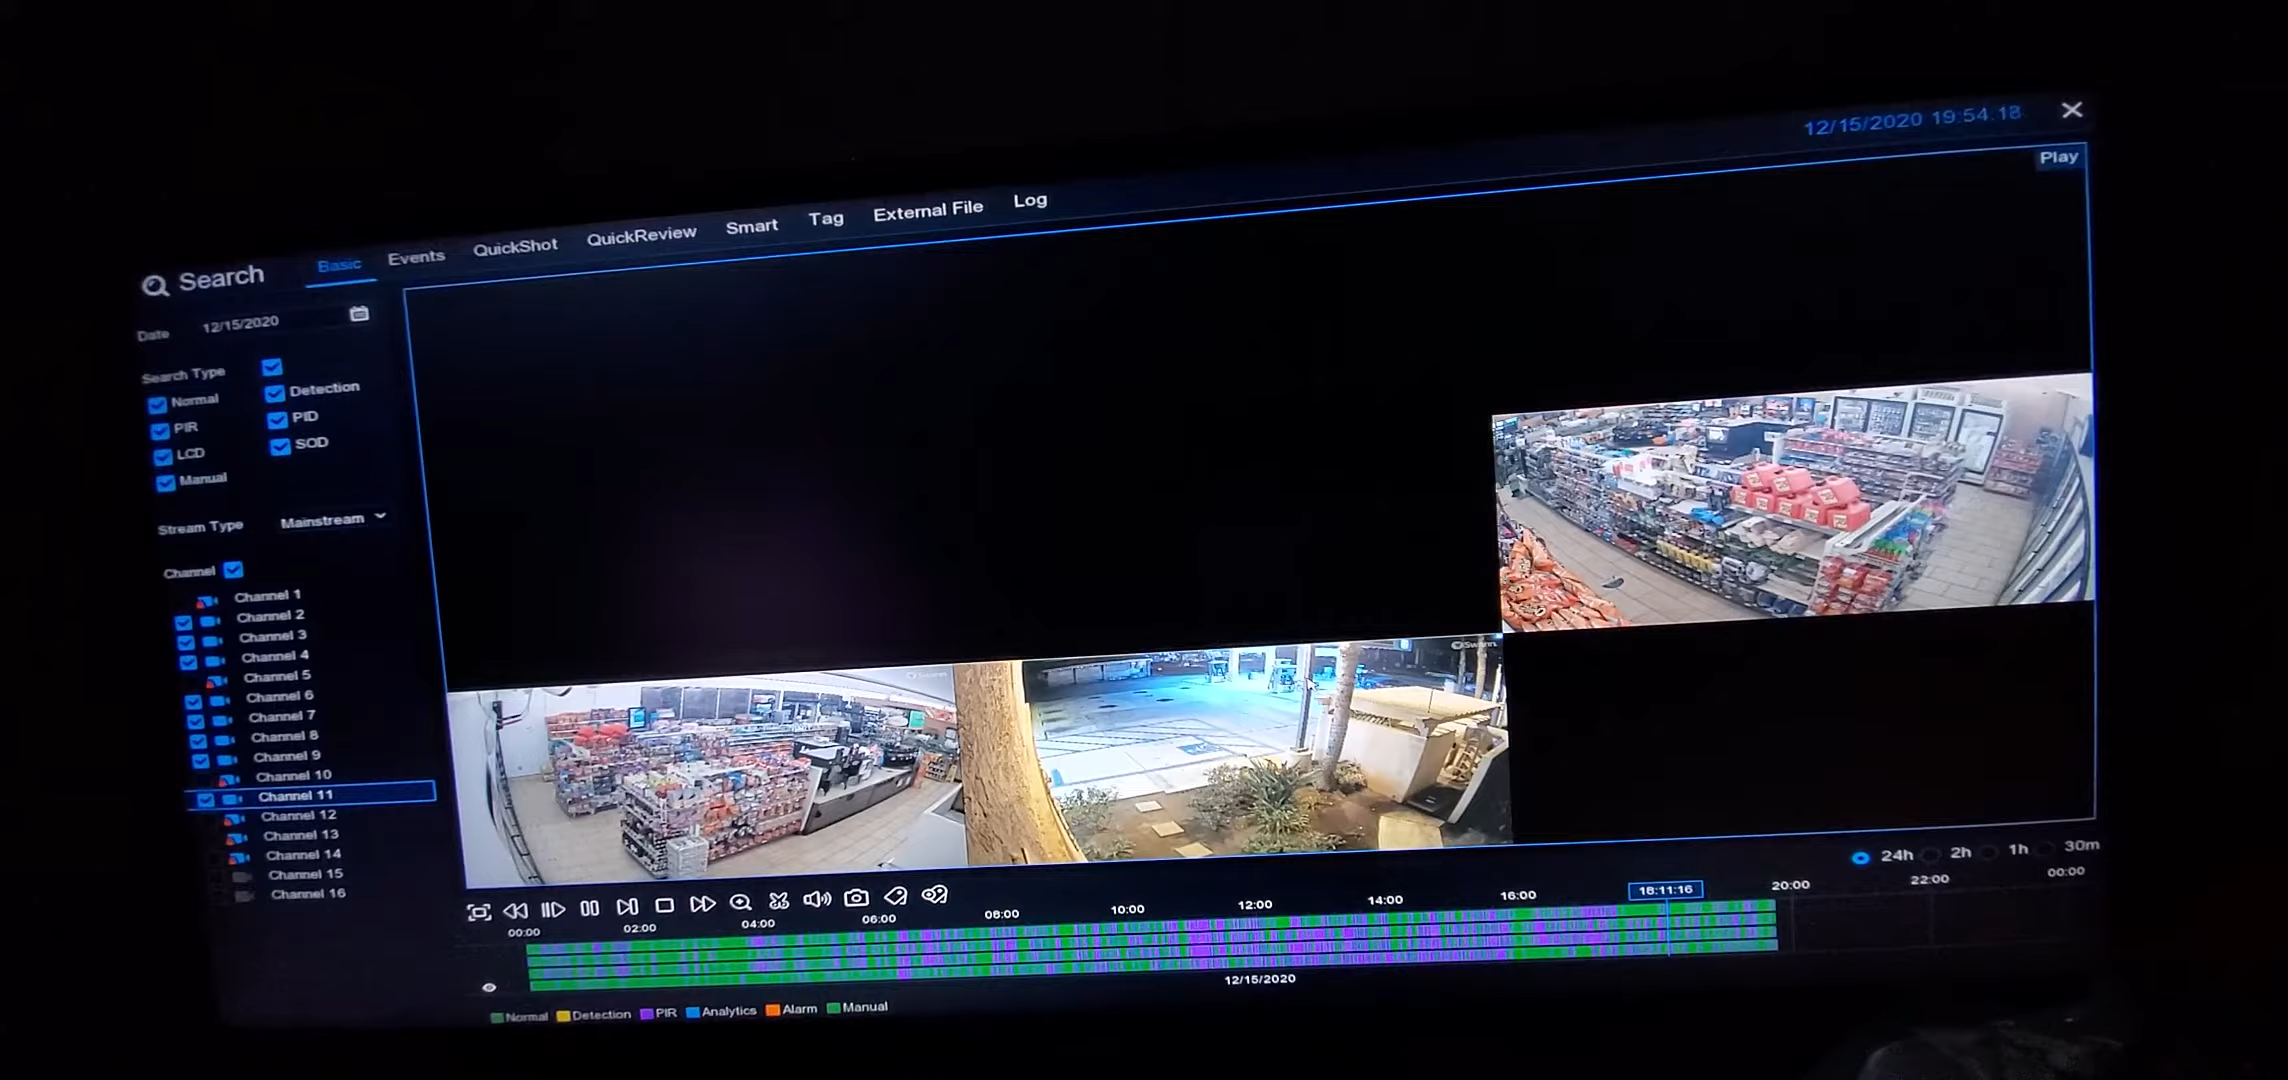 12/15/2020 19:54:18
Play
Search
Basic Events QuickShot QuickReview Smart Tag External File Log
Date 12/15/2020
Search Type
Normal Detection
PIR PID
LCD SOD
Manual
Stream Type Mainstream
Channel
Channel 1
Channel 2
Channel 3
Channel 4
Channel 5
Channel 6
Channel 7
Channel 8
Channel 9
Channel 10
Channel 11
Channel 12
Channel 13
Channel 14
Channel 15
Channel 16
Swann
Swann
24h 2h 1h 30m
00:00 02:00 04:00 06:00 08:00 10:00 12:00 14:00 16:00 18:11:16 20:00 22:00 00:00
12/15/2020
Normal Detection PIR Analytics Alarm Manual